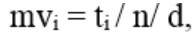 mvᵢ = tᵢ / n/ d,